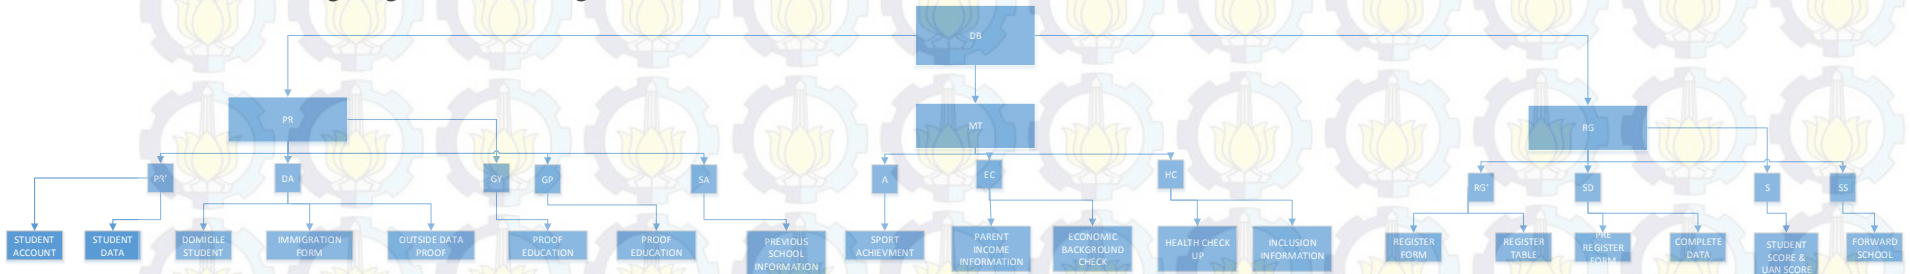 DB
PR
MT
RG
PR'
DA
GY
GP
SA
A
EC
HC
RG'
SD
S
SS
STUDENT
ACCOUNT
STUDENT
DATA
DOMICILE
STUDENT
IMMIGRATION
FORM
OUTSIDE DATA
PROOF
PROOF
EDUCATION
PROOF
EDUCATION
PREVIOUS
SCHOOL
INFORMATION
SPORT
ACHIEVMENT
PARENT
INCOME
INFORMATION
ECONOMIC
BACKGROUND
CHECK
HEALTH CHECK
UP
INCLUSION
INFORMATION
REGISTER
FORM
REGISTER
TABLE
PRE
REGISTER
FORM
COMPLETE
DATA
STUDENT
SCORE &
UAN SCORE
FORWARD
SCHOOL